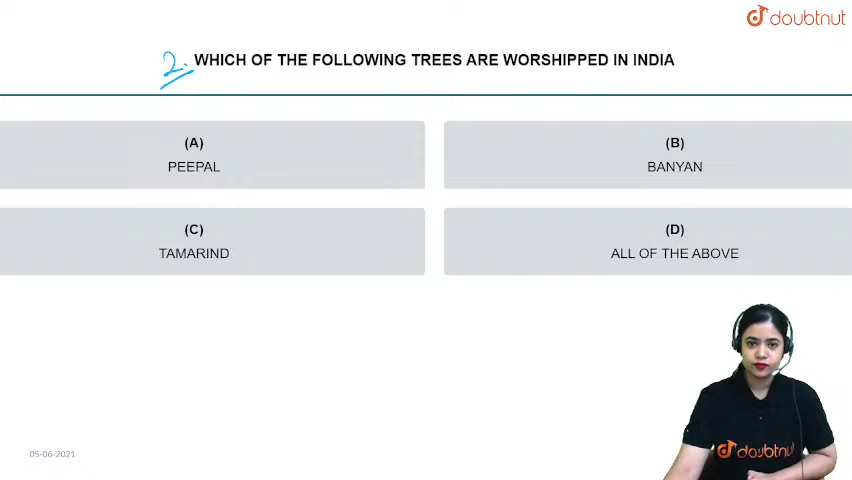 doubtnut
2. WHICH OF THE FOLLOWING TREES ARE WORSHIPPED IN INDIA
(A)
PEEPAL
(B)
BANYAN
(C)
TAMARIND
(D)
ALL OF THE ABOVE
doubtnut
05-06-2021